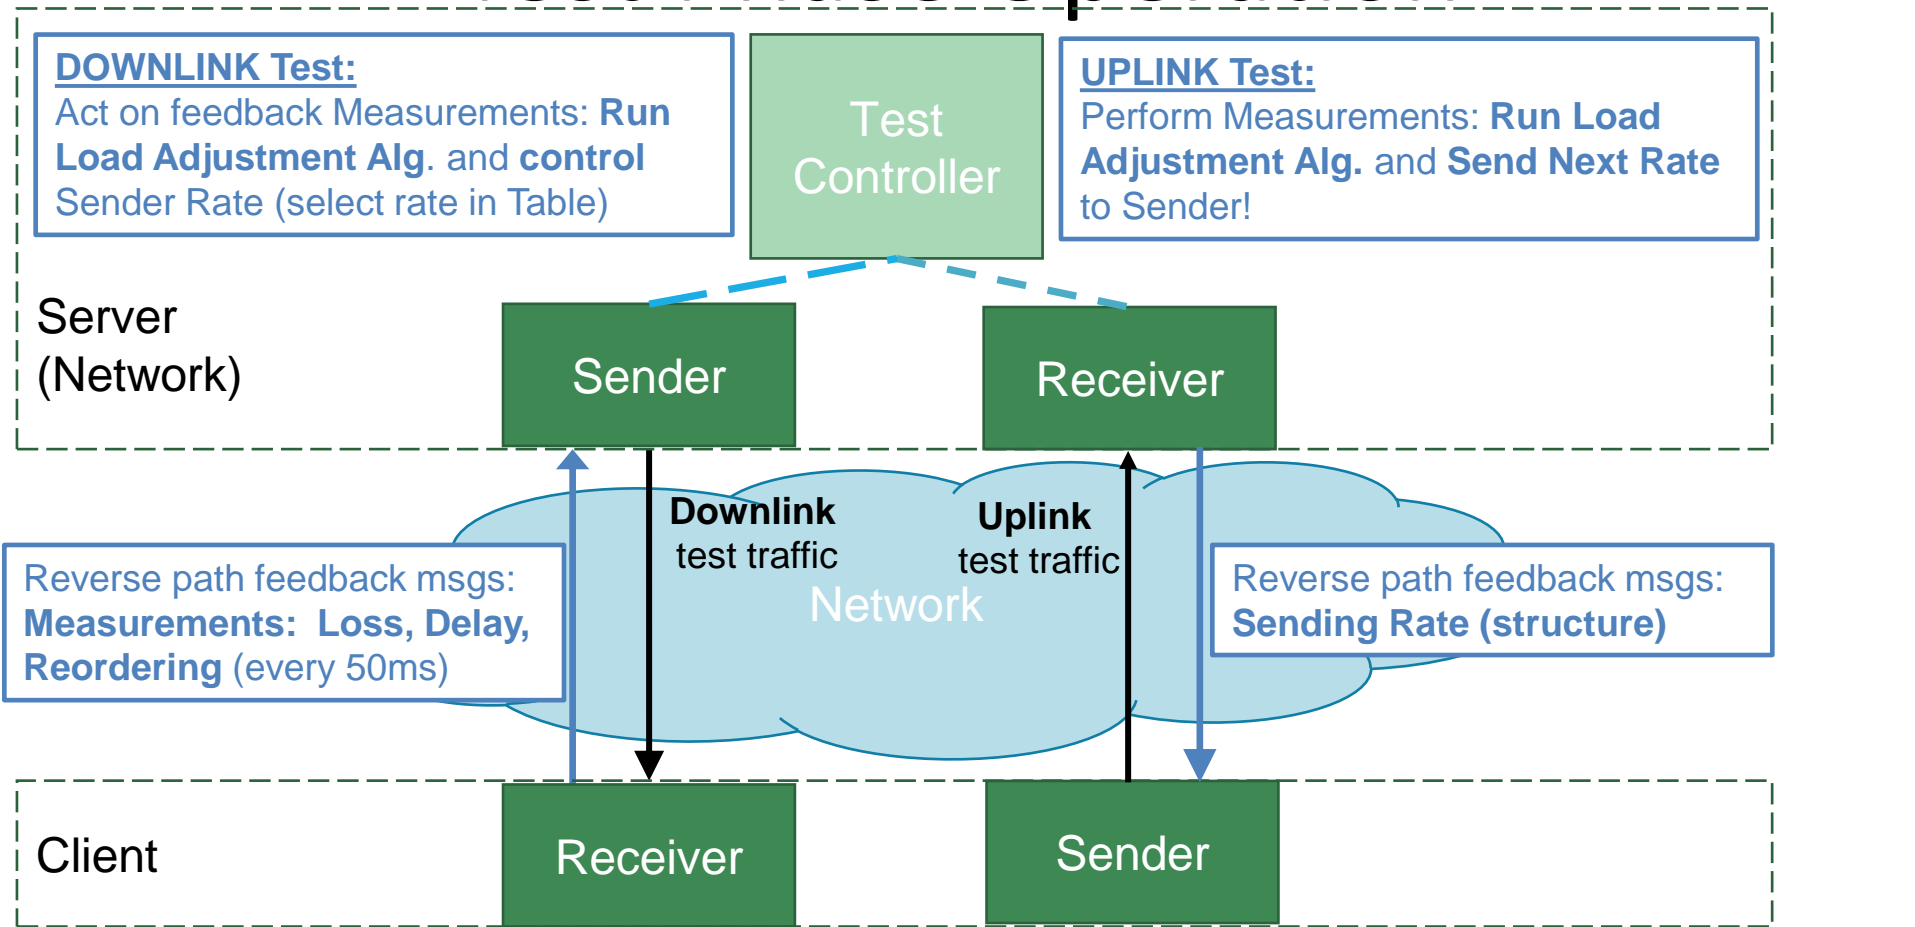 DOWNLINK Test:
Act on feedback Measurements: Run
Load Adjustment Alg. and control
Sender Rate (select rate in Table)
Test
Controller
UPLINK Test:
Perform Measurements: Run Load
Adjustment Alg. and Send Next Rate
to Sender!
Server
(Network)
Sender
Receiver
Downlink
test traffic
Uplink
test traffic
Network
Reverse path feedback msgs:
Measurements: Loss, Delay,
Reordering (every 50ms)
Reverse path feedback msgs:
Sending Rate (structure)
Client
Receiver
Sender